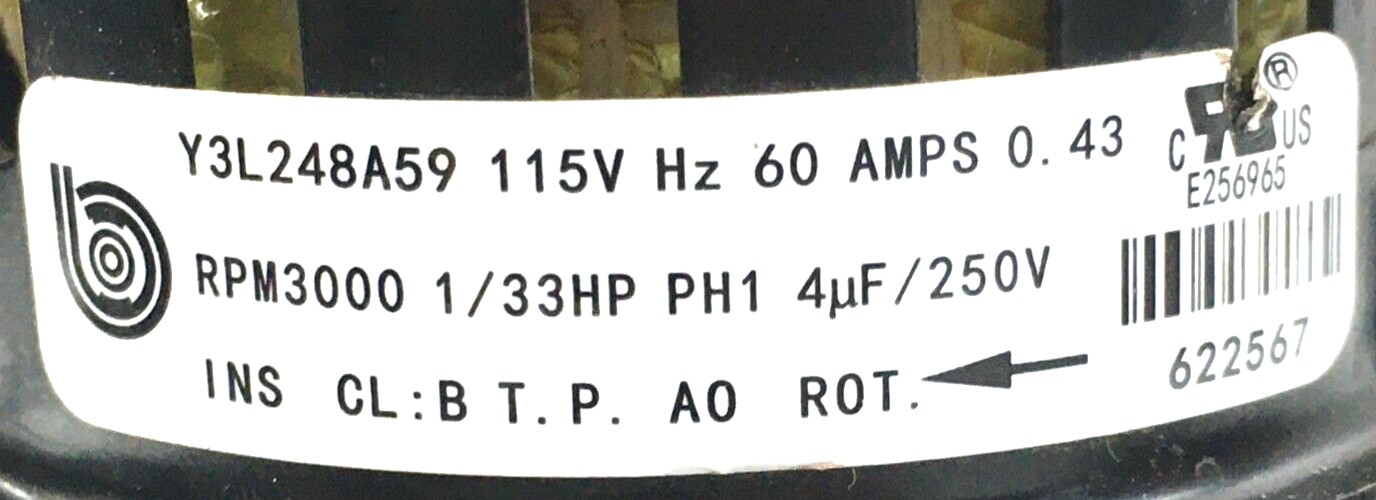 Y3L248A59 115V Hz 60 AMPS 0.43
RPM3000 1/33HP PH1 4µF/250V
INS CL:B T.P. AO ROT.
C US ®
E256965
622567